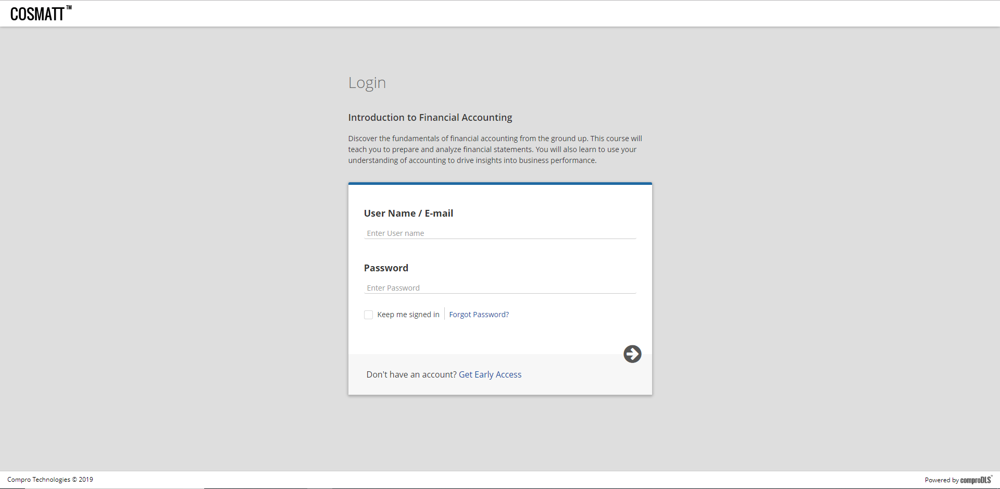 COSMATT™
Login
Introduction to Financial Accounting
Discover the fundamentals of financial accounting from the ground up. This course will
teach you to prepare and analyze financial statements. You will also learn to use your
understanding of accounting to drive insights into business performance.
User Name / E-mail
Enter User name
Password
Enter Password
Keep me signed in
Forgot Password?
Don't have an account? Get Early Access
Compro Technologies © 2019
Powered by comproDLS™